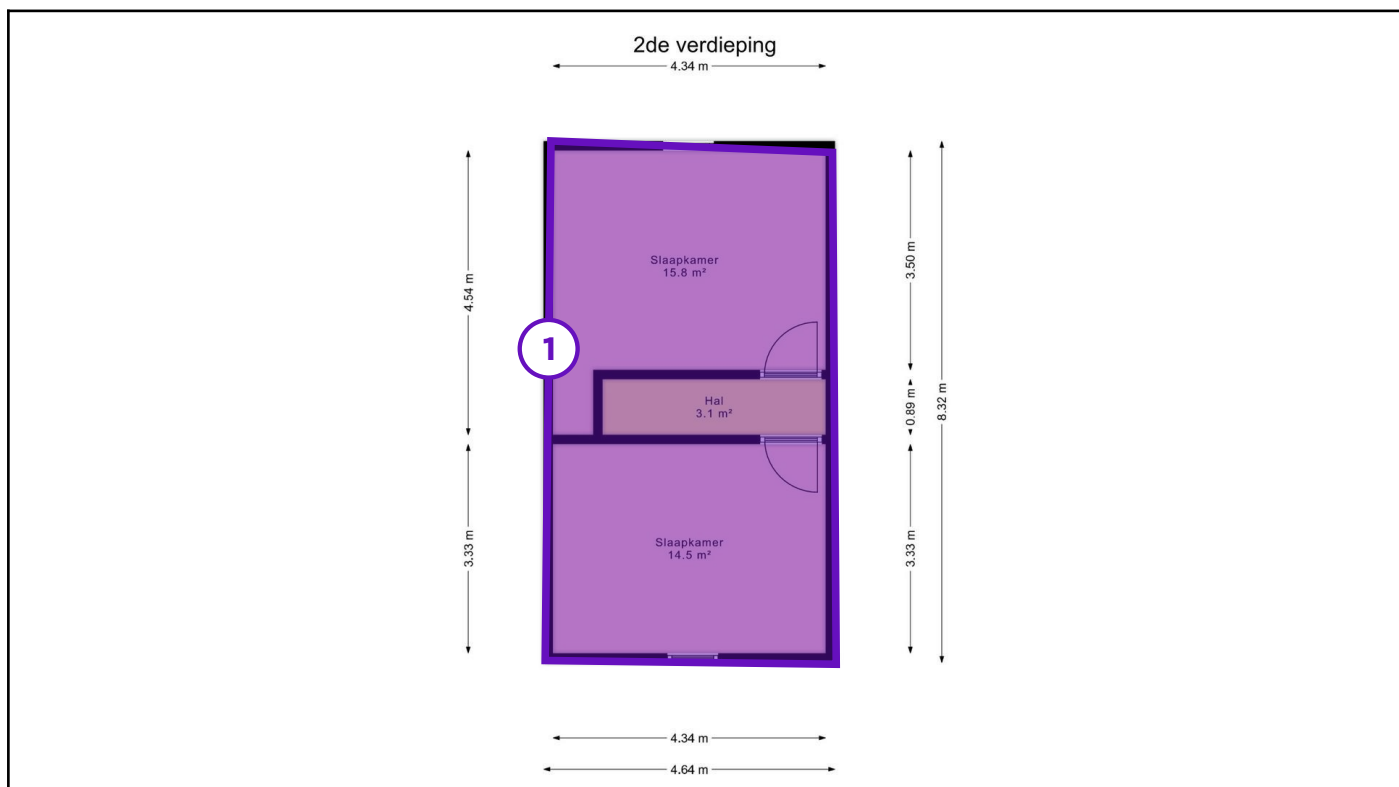 2de verdieping
4.34 m
4.54 m
3.33 m
3.50 m
0.89 m
3.33 m
8.32 m
Slaapkamer
15.8 m²
1
Hal
3.1 m²
Slaapkamer
14.5 m²
4.34 m
4.64 m